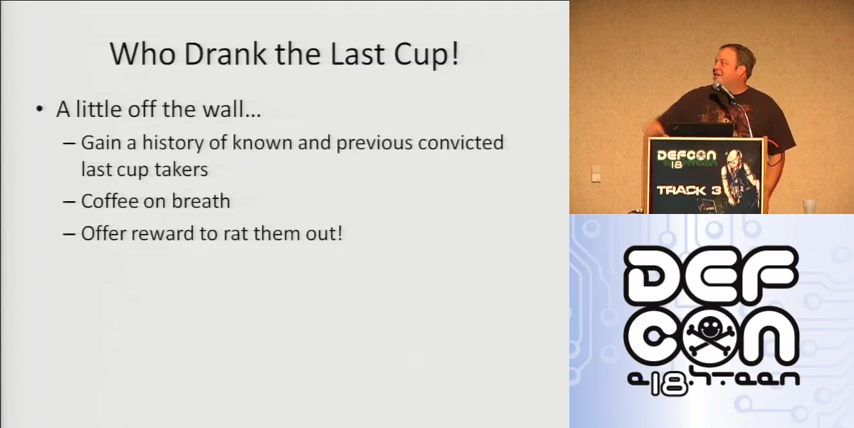 Who Drank the Last Cup!
• A little off the wall...
– Gain a history of known and previous convicted
last cup takers
– Coffee on breath
– Offer reward to rat them out!
DEFCON
18
TRACK 3
DEF
CON
e18hteen